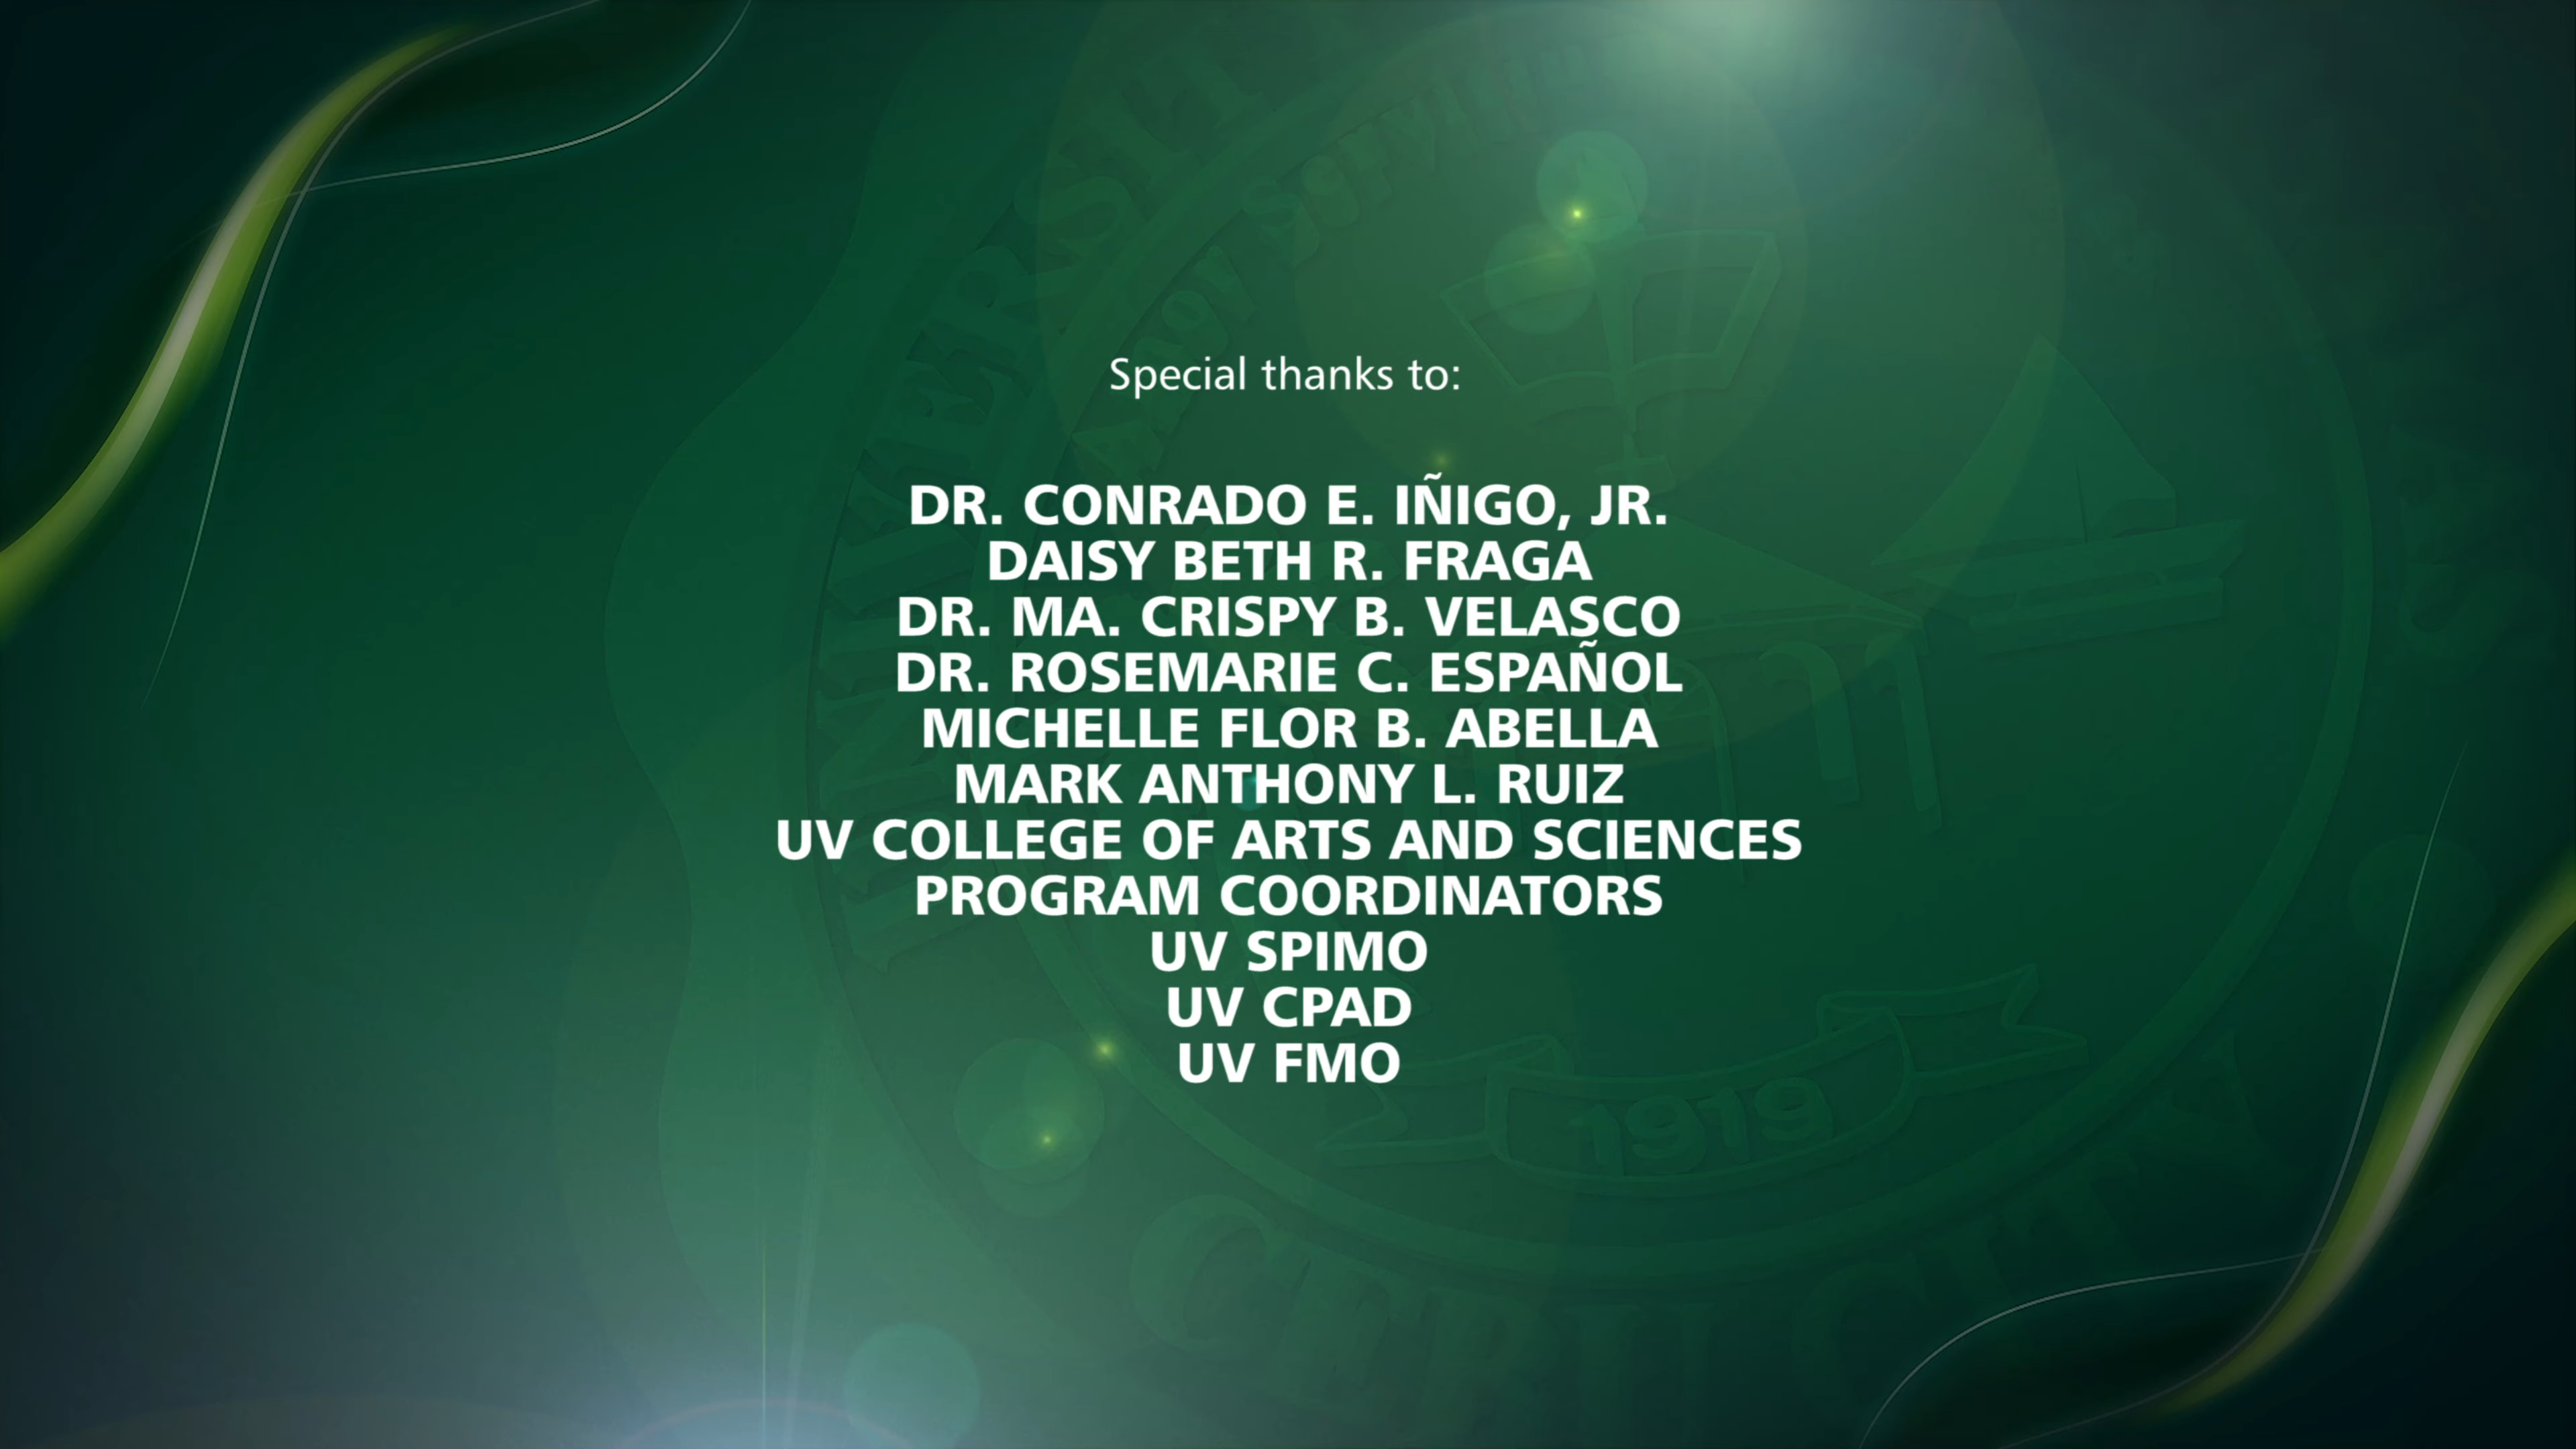 Special thanks to:
DR. CONRADO E. IÑIGO, JR.
DAISY BETH R. FRAGA
DR. MA. CRISPY B. VELASCO
DR. ROSEMARIE C. ESPAÑOL
MICHELLE FLOR B. ABELLA
MARK ANTHONY L. RUIZ
UV COLLEGE OF ARTS AND SCIENCES
PROGRAM COORDINATORS
UV SPIMO
UV CPAD
UV FMO
1919